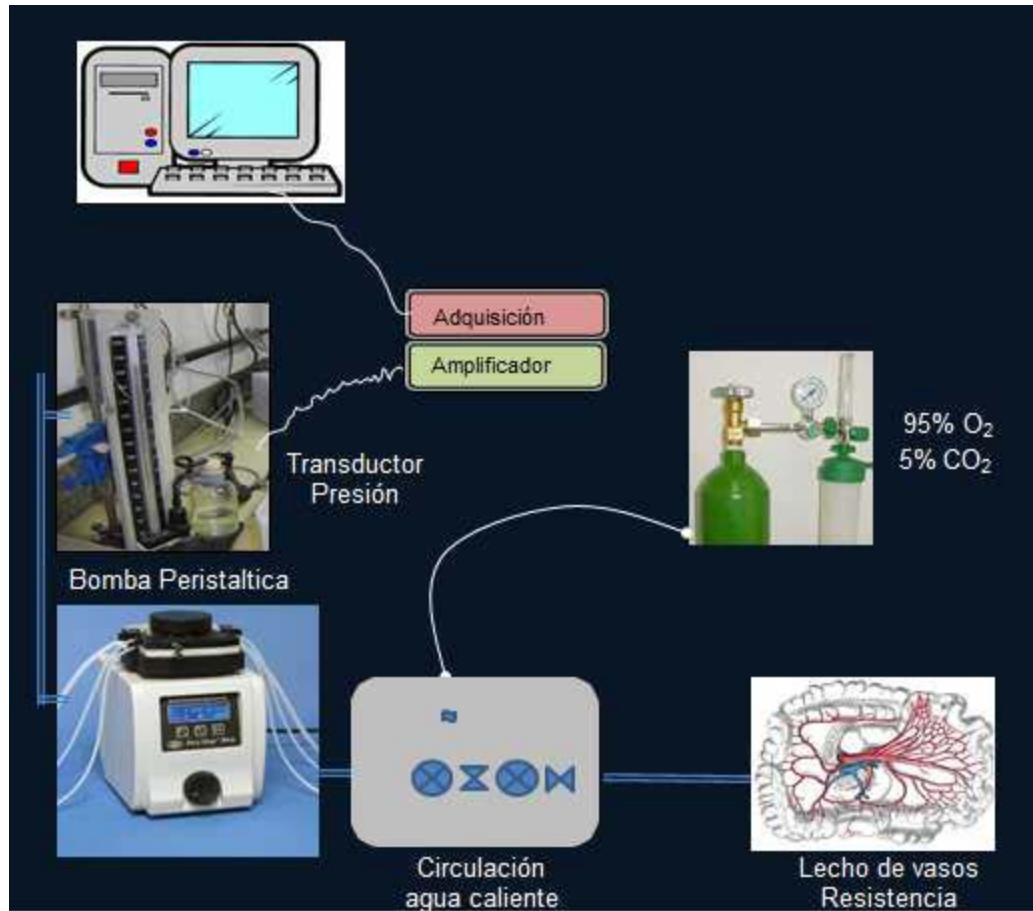 Adquisición
Amplificador
Transductor
Presión
95% O₂
5% CO₂
Bomba Peristaltica
Circulación
agua caliente
Lecho de vasos
Resistencia